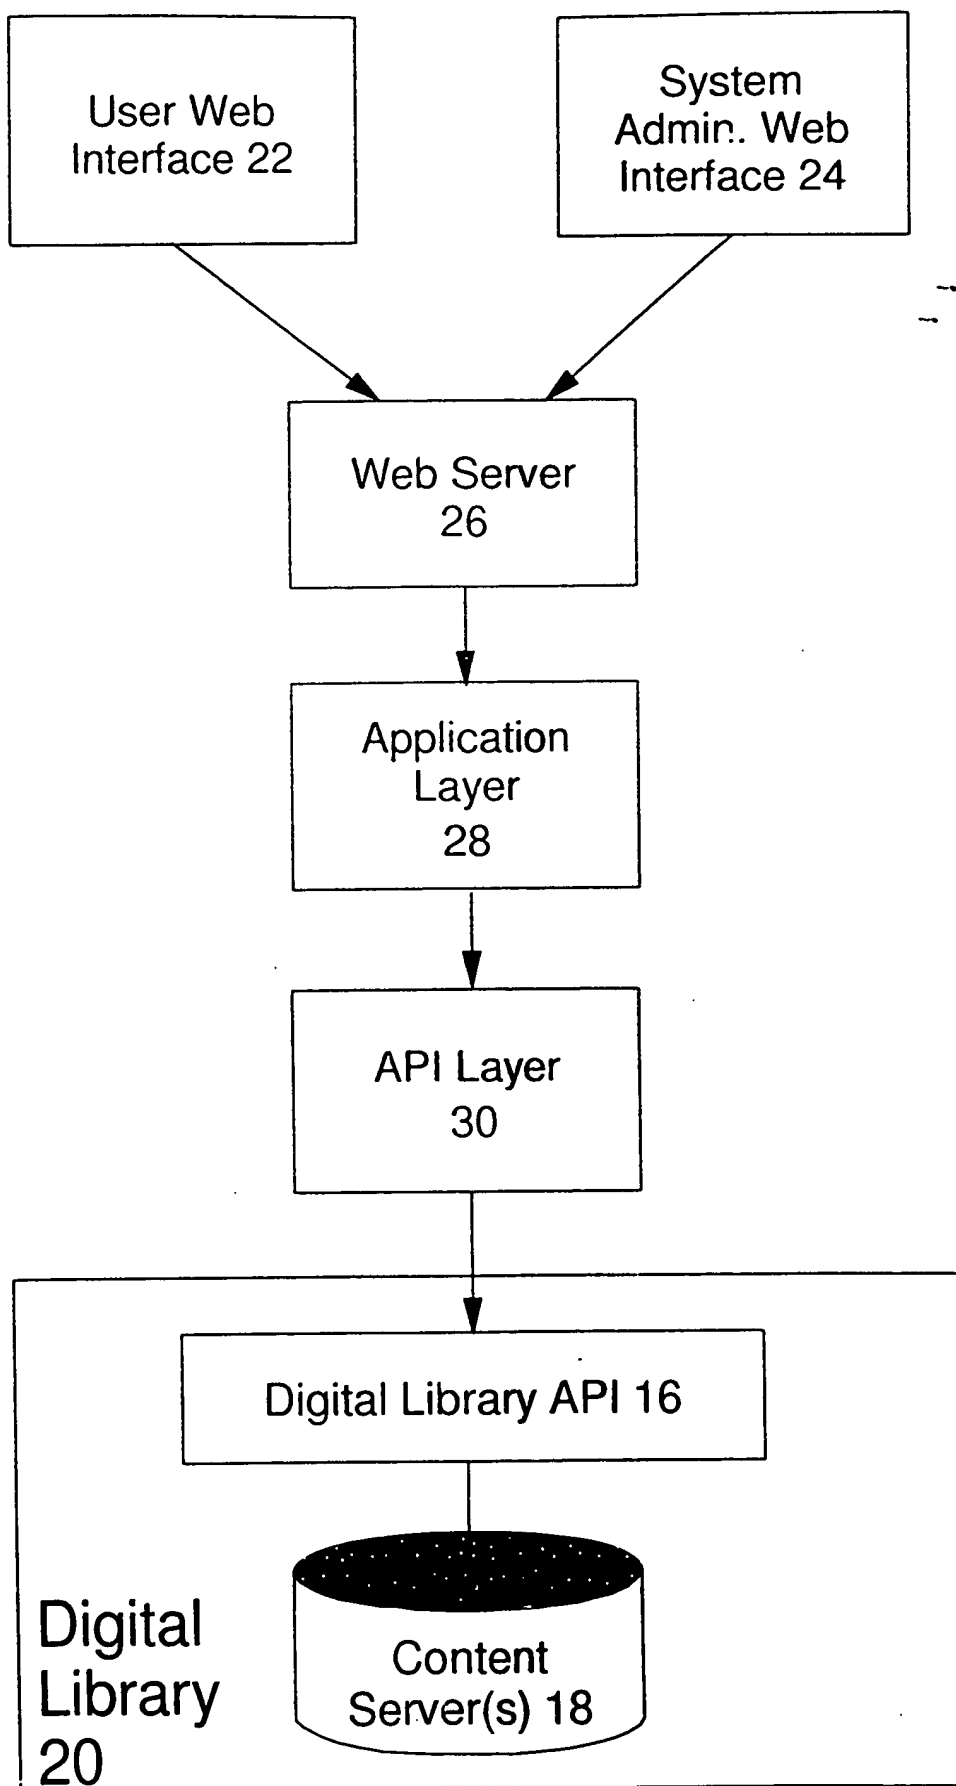 User Web
Interface 22
System
Admin. Web
Interface 24
Web Server
26
Application
Layer
28
API Layer
30
Digital Library API 16
Content
Server(s) 18
Digital
Library
20